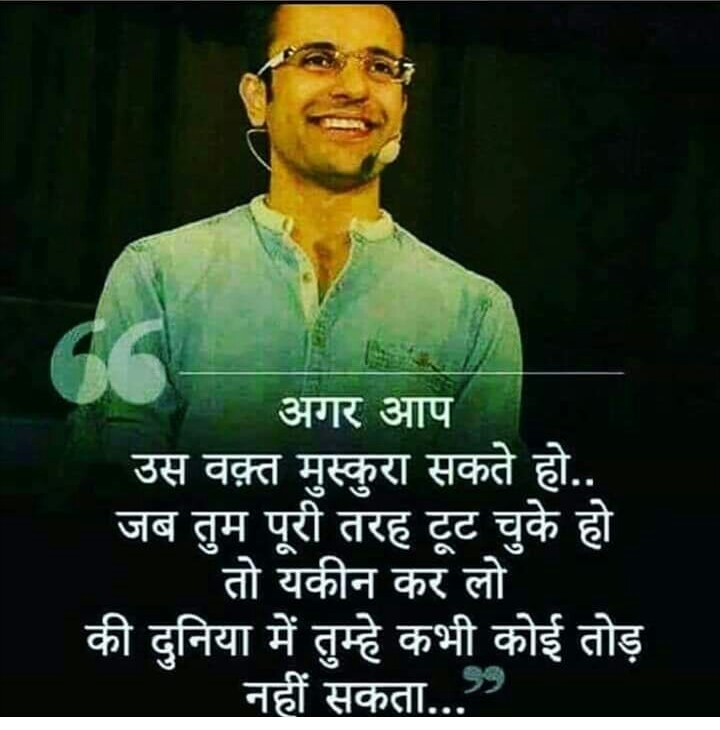 “
अगर आप
उस वक़्त मुस्कुरा सकते हो..
जब तुम पूरी तरह टूट चुके हो
तो यकीन कर लो
की दुनिया में तुम्हे कभी कोई तोड़
नहीं सकता...”